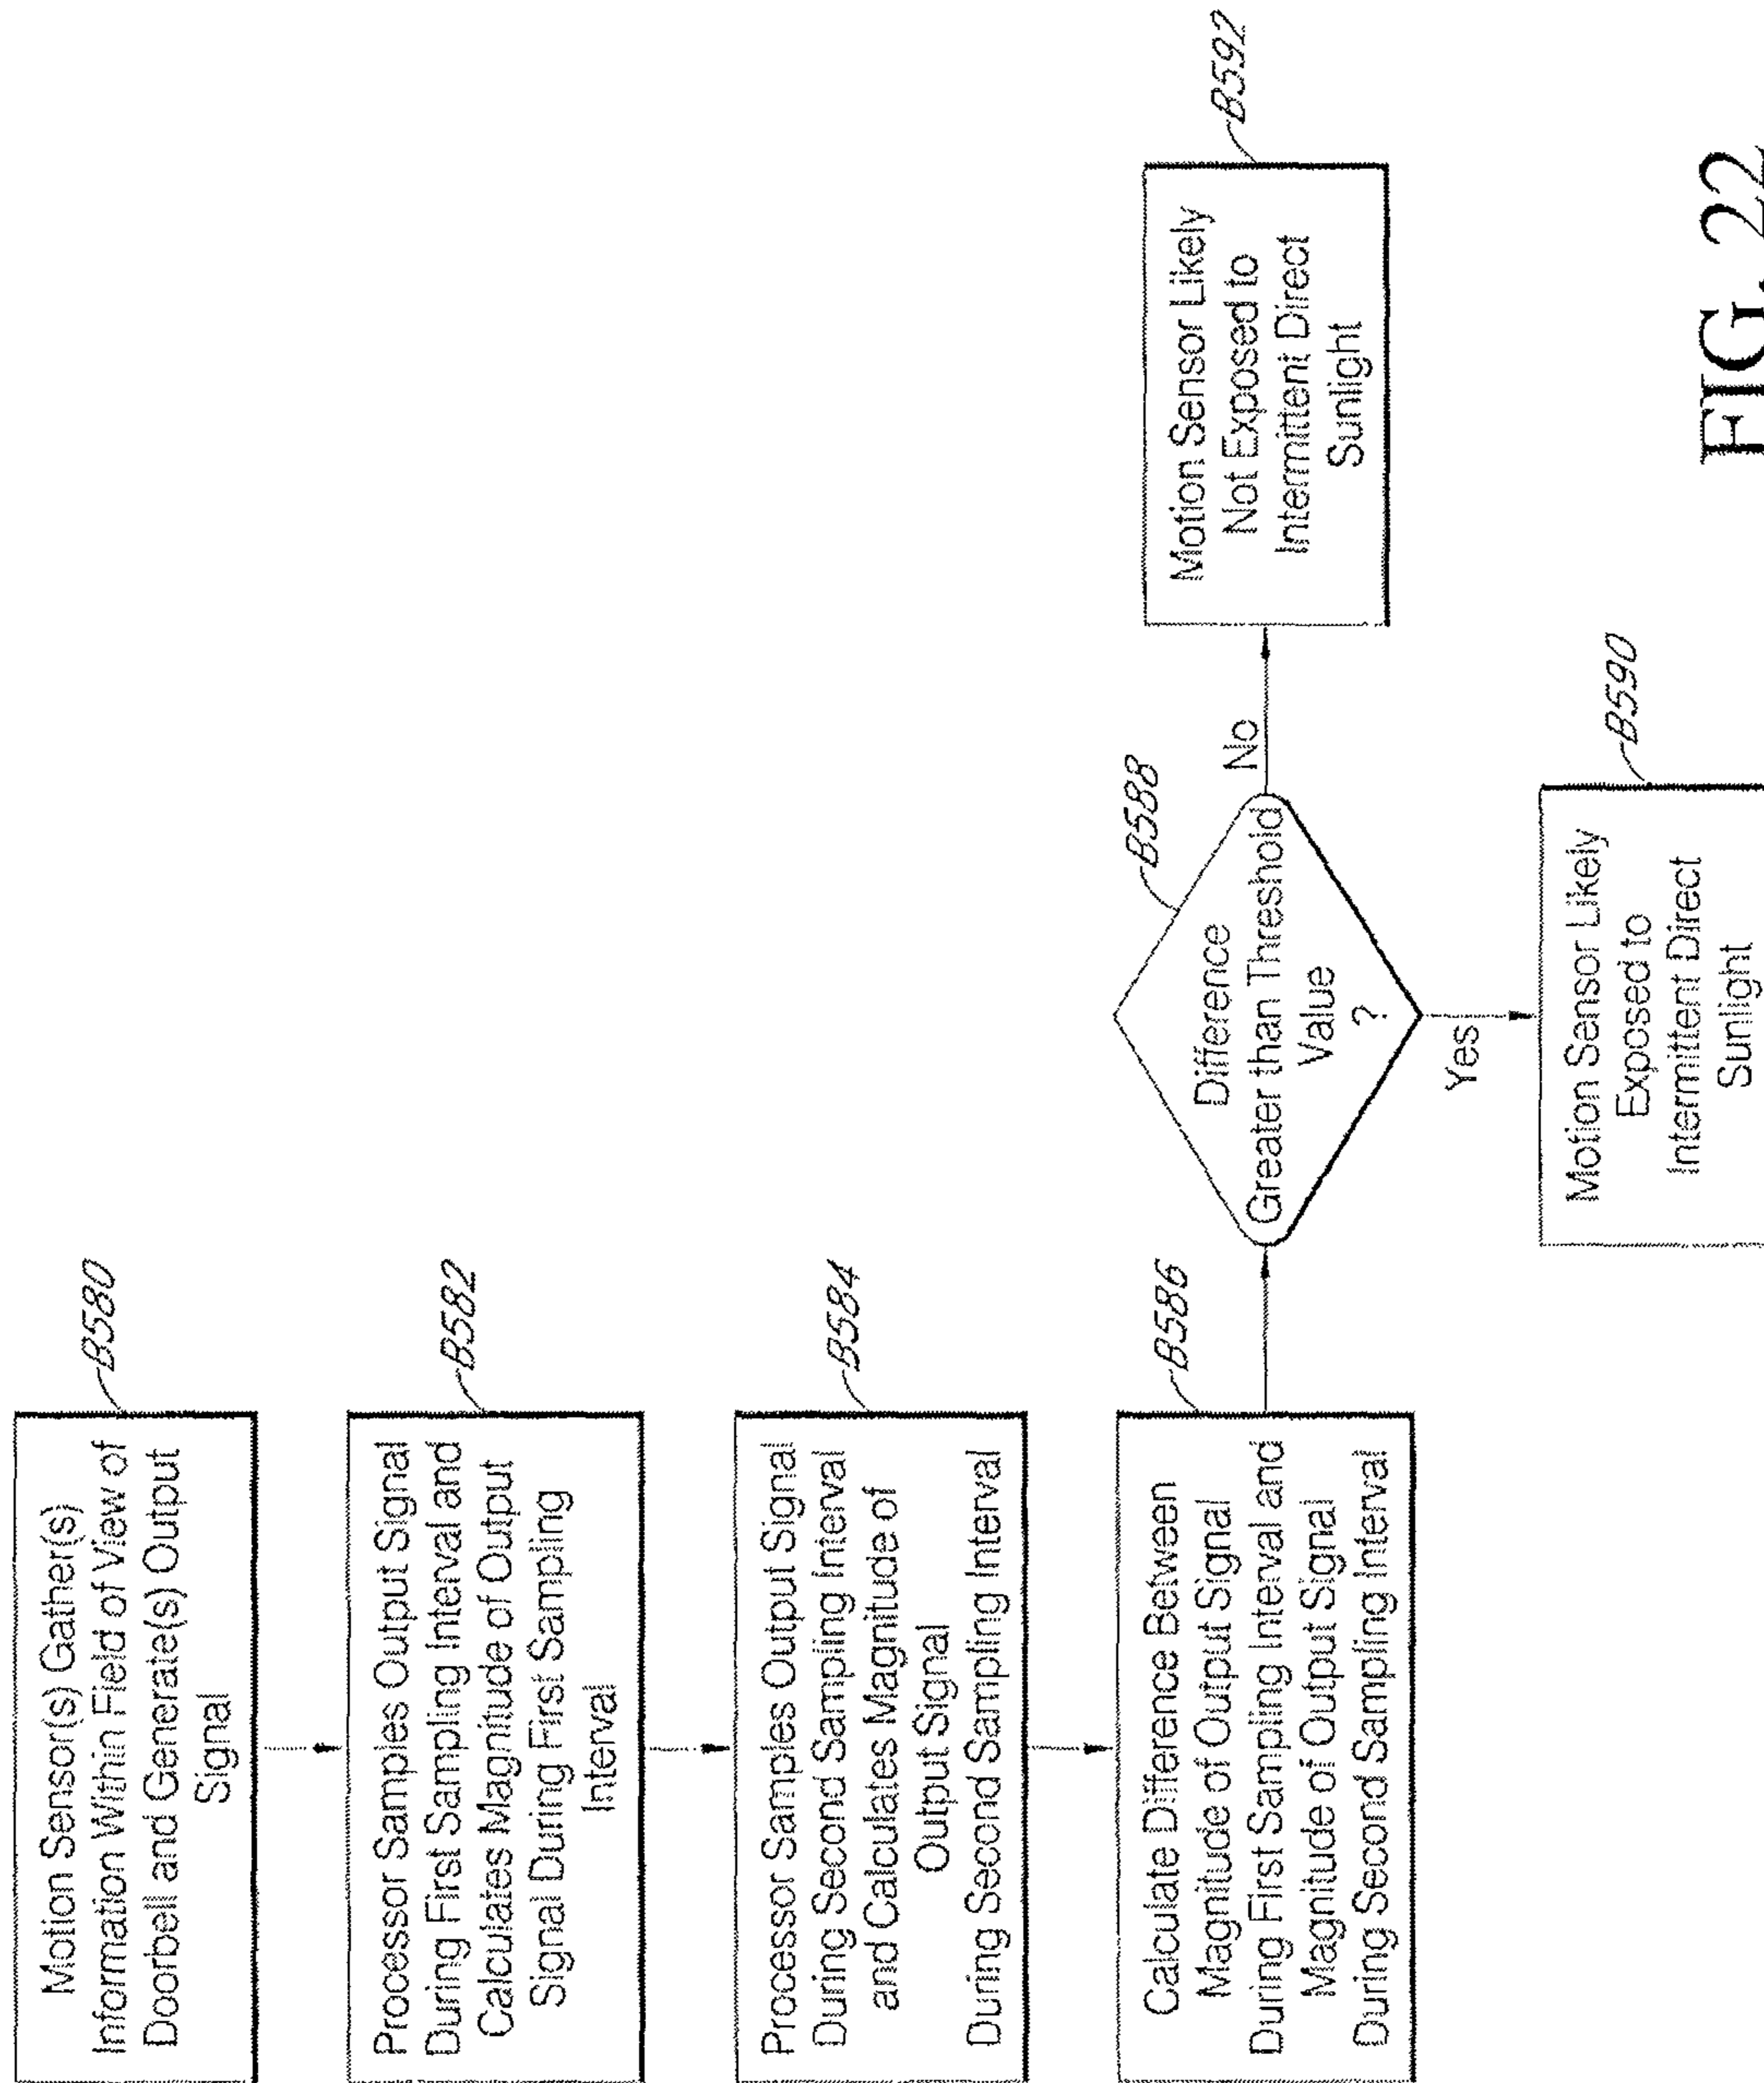 B580
Motion Sensor(s) Gather(s)
Information Within Field of View of
Doorbell and Generate(s) Output
Signal
B582
Processor Samples Output Signal
During First Sampling Interval and
Calculates Magnitude of Output
Signal During First Sampling
Interval
B584
Processor Samples Output Signal
During Second Sampling Interval
and Calculates Magnitude of
Output Signal
During Second Sampling Interval
B586
Calculate Difference Between
Magnitude of Output Signal
During First Sampling Interval and
Magnitude of Output Signal
During Second Sampling Interval
B588
Difference
Greater than Threshold
Value
?
No
B592
Motion Sensor Likely
Not Exposed to
Intermittent Direct
Sunlight
Yes
B590
Motion Sensor Likely
Exposed to
Intermittent Direct
Sunlight
FIG. 22